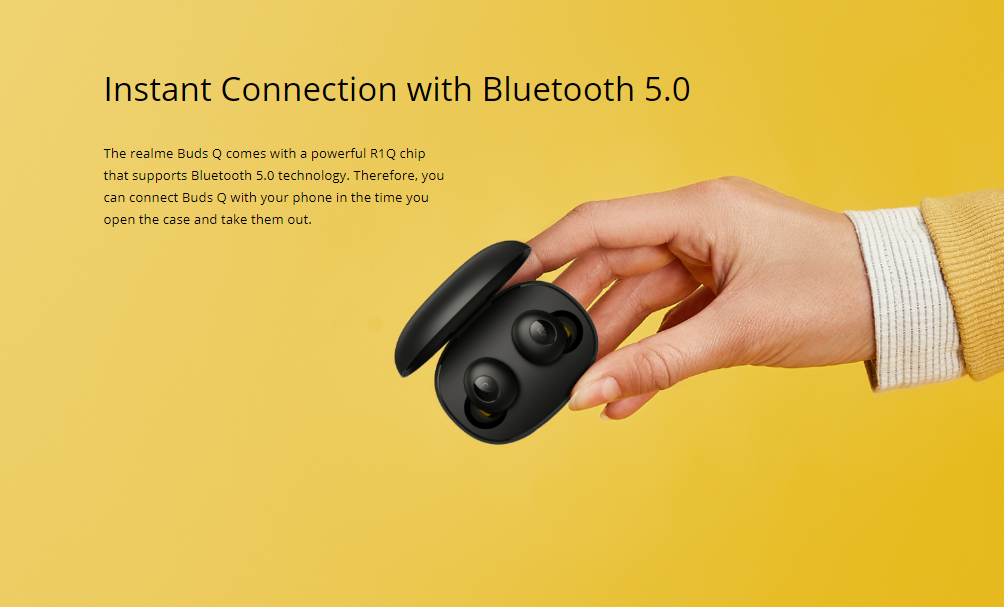 Instant Connection with Bluetooth 5.0
The realme Buds Q comes with a powerful R1Q chip
that supports Bluetooth 5.0 technology. Therefore, you
can connect Buds Q with your phone in the time you
open the case and take them out.